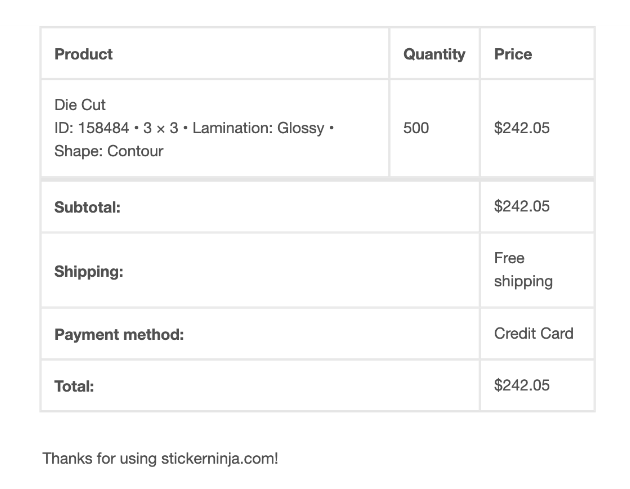 Product Quantity Price
Die Cut
ID: 158484 • 3 × 3 • Lamination: Glossy •
Shape: Contour
500
$242.05
Subtotal: $242.05
Shipping: Free
shipping
Payment method: Credit Card
Total: $242.05
Thanks for using stickerninja.com!